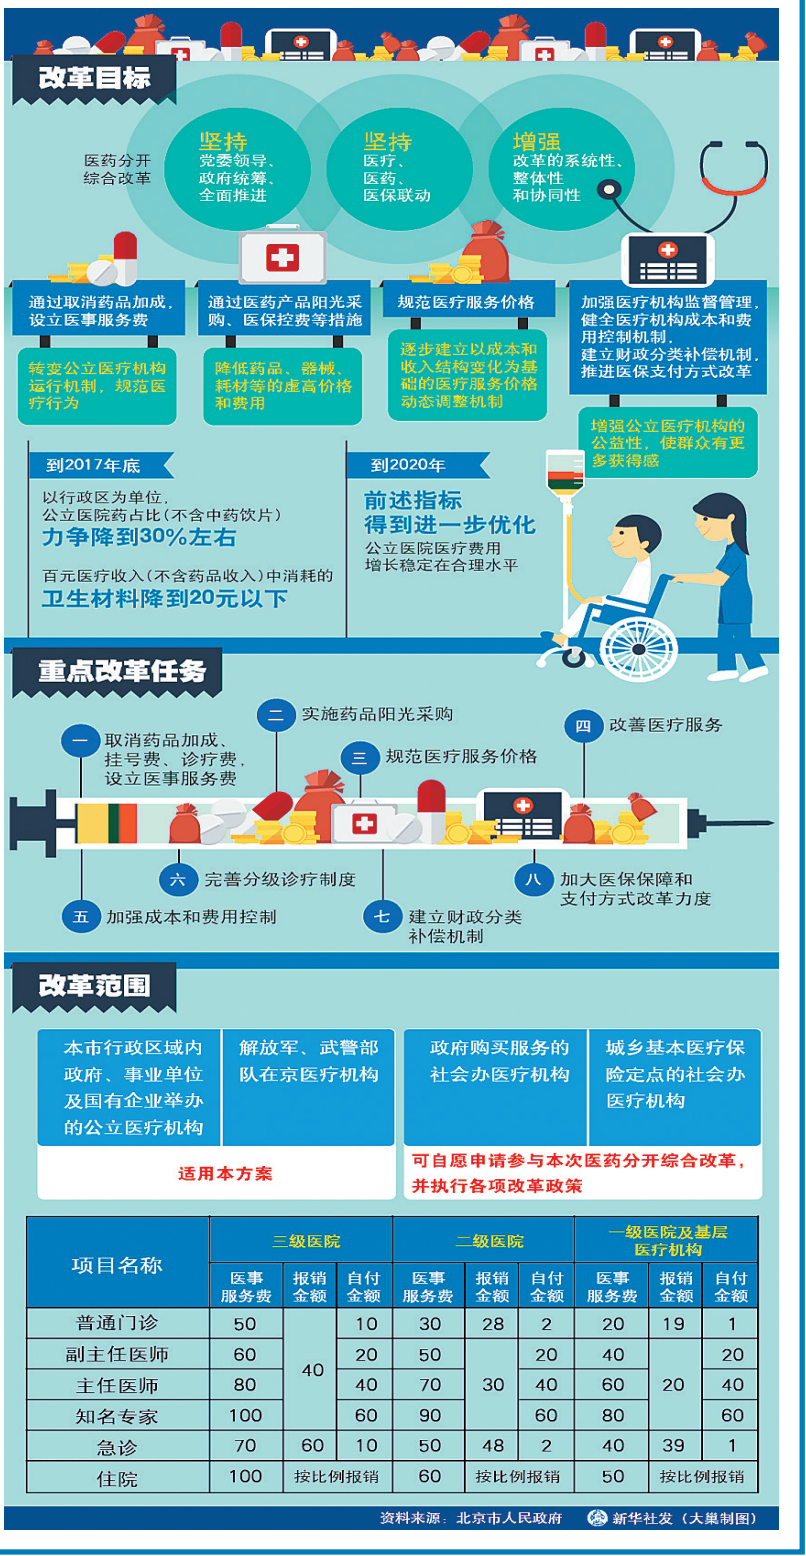 改革目标
医药分开
综合改革
坚持
党委领导、
政府统筹、
全面推进
坚持
医疗、
医药、
医保联动
增强
改革的系统性、
整体性
和协同性
通过取消药品加成，
设立医事服务费
转变公立医疗机构
运行机制，规范医
疗行为
通过医药产品阳光采
购、医保控费等措施
降低药品、器械、
耗材等的虚高价格
和费用
规范医疗服务价格
逐步建立以成本和
收入结构变化为基
础的医疗服务价格
动态调整机制
加强医疗机构监督管理，
健全医疗机构成本和费
用控制机制，
建立财政分类补偿机制，
推进医保支付方式改革
增强公立医疗机构的
公益性，使群众有更
多获得感
到2017年底
以行政区为单位，
公立医院药占比(不含中药饮片)
力争降到30%左右
百元医疗收入(不含药品收入)中消耗的
卫生材料降到20元以下
到2020年
前述指标
得到进一步优化
公立医院医疗费用
增长稳定在合理水平
重点改革任务
一
取消药品加成、
挂号费、诊疗费，
设立医事服务费
二
实施药品阳光采购
三
规范医疗服务价格
四
改善医疗服务
五
加强成本和费用控制
六
完善分级诊疗制度
七
建立财政分类
补偿机制
八
加大医保保障和
支付方式改革力度
改革范围
本市行政区域内
政府、事业单位
及国有企业举办
的公立医疗机构
解放军、武警部
队在京医疗机构
适用本方案
政府购买服务的
社会办医疗机构
城乡基本医疗保
险定点的社会办
医疗机构
可自愿申请参与本次医药分开综合改革，
并执行各项改革政策
项目名称 三级医院 二级医院 一级医院及基层医疗机构
医事服务费 报销金额 自付金额 医事服务费 报销金额 自付金额 医事服务费 报销金额 自付金额
普通门诊 50 40 10 30 28 2 20 19 1
副主任医师 60 20 50 30 20 40 20 20
主任医师 80 40 70 40 60 40
知名专家 100 60 90 60 80 60
急诊 70 60 10 50 48 2 40 39 1
住院 100 按比例报销 60 按比例报销 50 按比例报销
资料来源：北京市人民政府 新华社发（大巢制图）